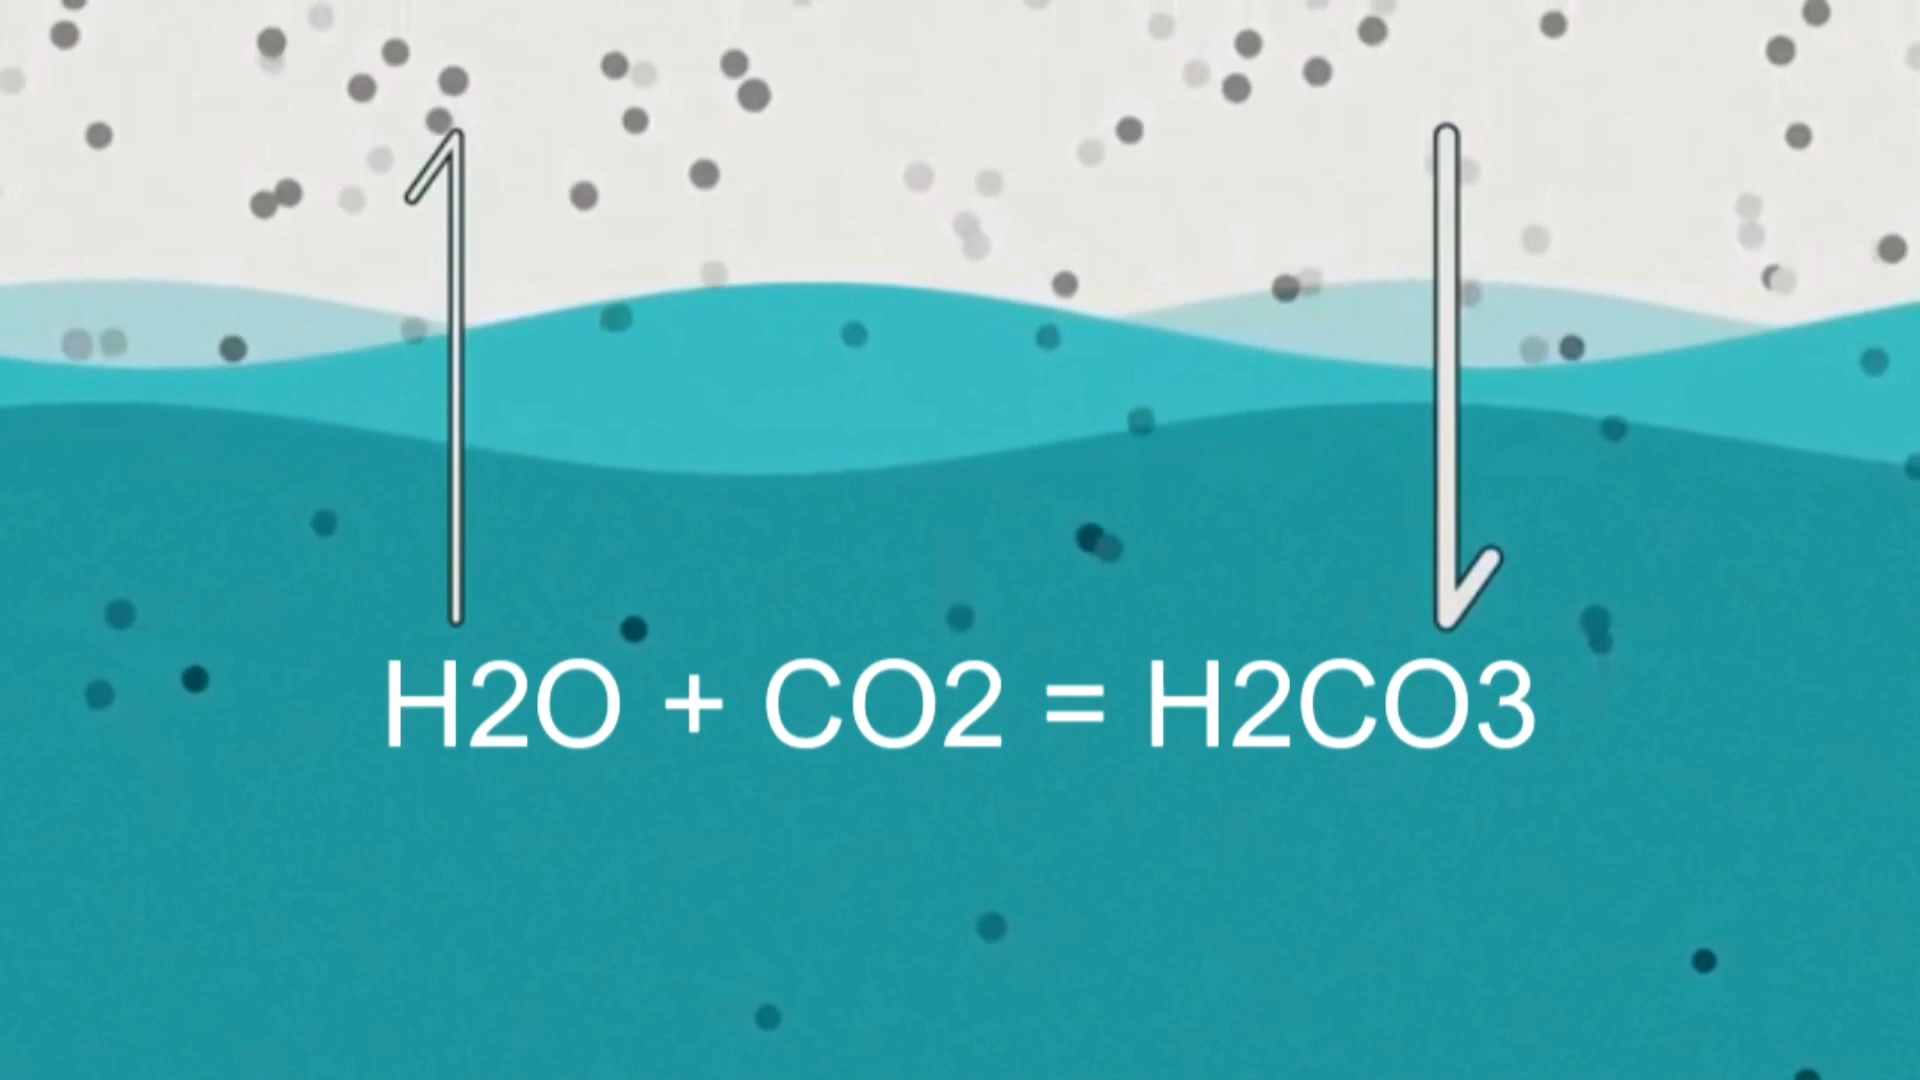 H2O + CO2 = H2CO3